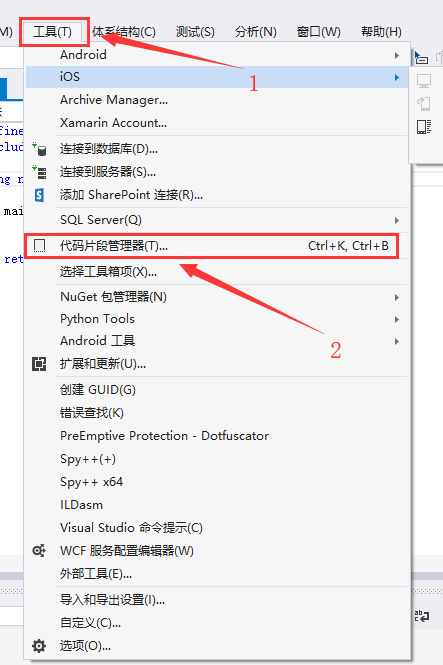 M) 工具(T) 体系结构(C) 测试(S) 分析(N) 窗口(W) 帮助(H)
1
Android
iOS
Archive Manager...
Xamarin Account...
连接到数据库(D)...
连接到服务器(S)...
添加 SharePoint 连接(R)...
SQL Server(Q)
代码片段管理器(T)... Ctrl+K, Ctrl+B
选择工具箱项(X)...
2
NuGet 包管理器(N)
Python Tools
Android 工具
扩展和更新(U)...
创建 GUID(G)
错误查找(K)
PreEmptive Protection - Dotfuscator
Spy++(+)
Spy++ x64
ILDasm
Visual Studio 命令提示(C)
WCF 服务配置编辑器(W)
外部工具(E)...
导入和导出设置(I)...
自定义(C)...
选项(O)...
fine
clud
ng n
mai
ret